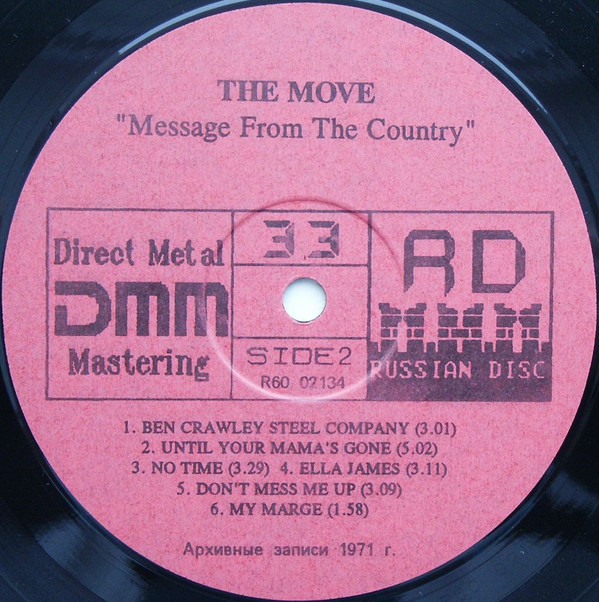 THE MOVE
"Message From The Country"
Direct Metal
DMM
Mastering
33
SIDE 2
R60 02134
RD
RUSSIAN DISC
1. BEN CRAWLEY STEEL COMPANY (3.01)
2. UNTIL YOUR MAMA'S GONE (5.02)
3. NO TIME (3.29) 4. ELLA JAMES (3.11)
5. DON'T MESS ME UP (3.09)
6. MY MARGE (1.58)
Архивные записи 1971 г.